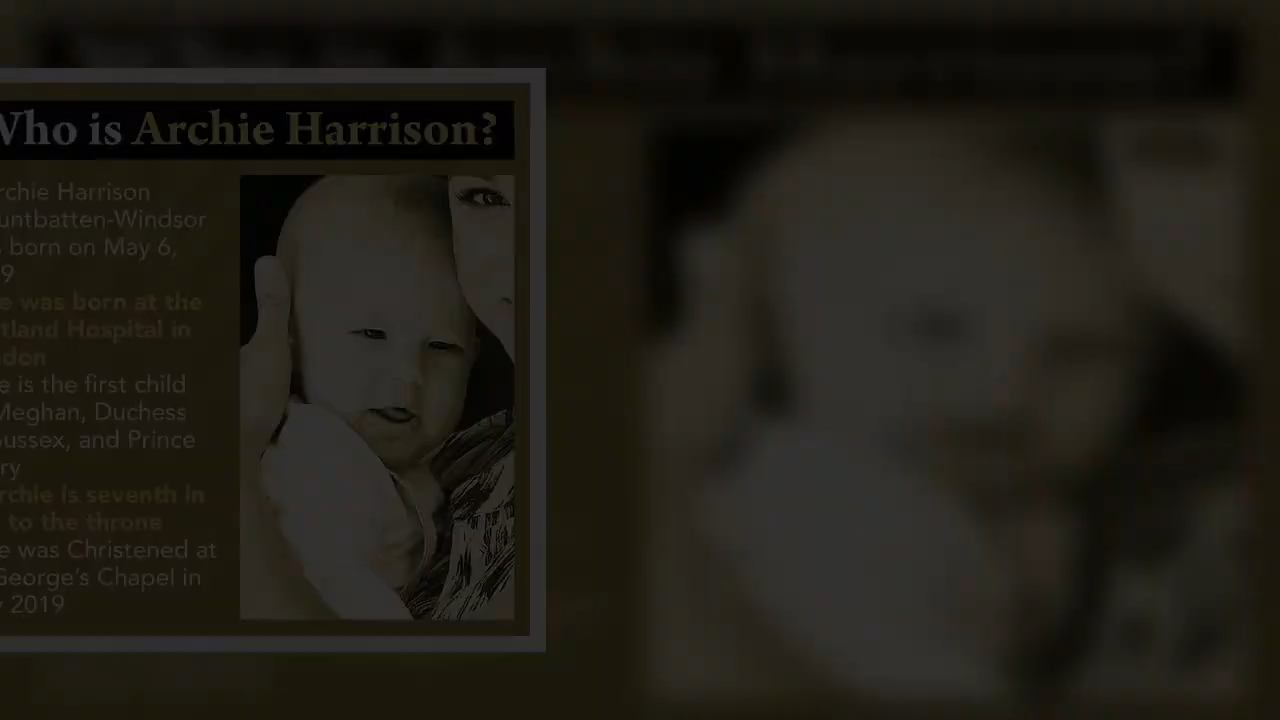 Who is Archie Harrison?
rchie Harrison
untbatten-Windsor
s born on May 6,
9
e was born at the
tland Hospital in
don
e is the first child
Meghan, Duchess
Sussex, and Prince
ry
rchie is seventh in
to the throne
e was Christened at
George's Chapel in
y 2019